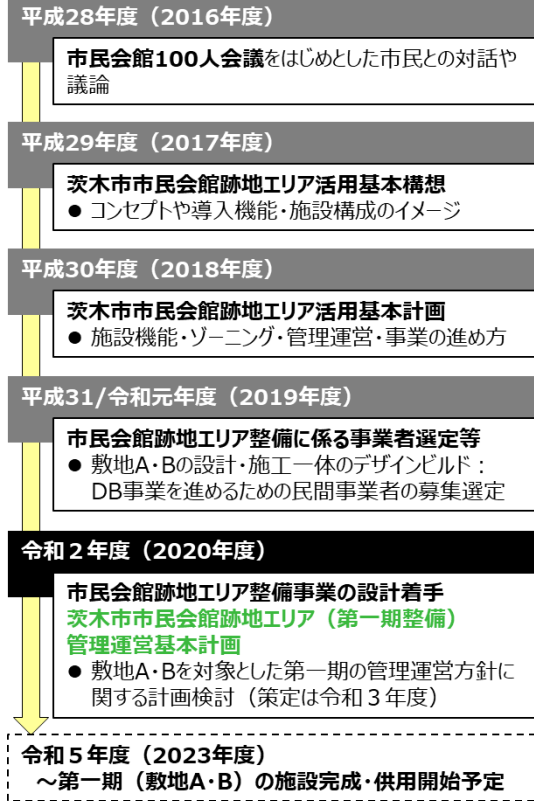 平成28年度（2016年度）
市民会館100人会議をはじめとした市民との対話や
議論
平成29年度（2017年度）
茨木市市民会館跡地エリア活用基本構想
● コンセプトや導入機能・施設構成のイメージ
平成30年度（2018年度）
茨木市市民会館跡地エリア活用基本計画
● 施設機能・ゾーニング・管理運営・事業の進め方
平成31/令和元年度（2019年度）
市民会館跡地エリア整備に係る事業者選定等
● 敷地A・Bの設計・施工一体のデザインビルド：
DB事業を進めるための民間事業者の募集選定
令和２年度（2020年度）
市民会館跡地エリア整備事業の設計着手
茨木市市民会館跡地エリア（第一期整備）
管理運営基本計画
● 敷地A・Bを対象とした第一期の管理運営方針に
関する計画検討（策定は令和３年度）
令和５年度（2023年度）
～第一期（敷地A・B）の施設完成・供用開始予定